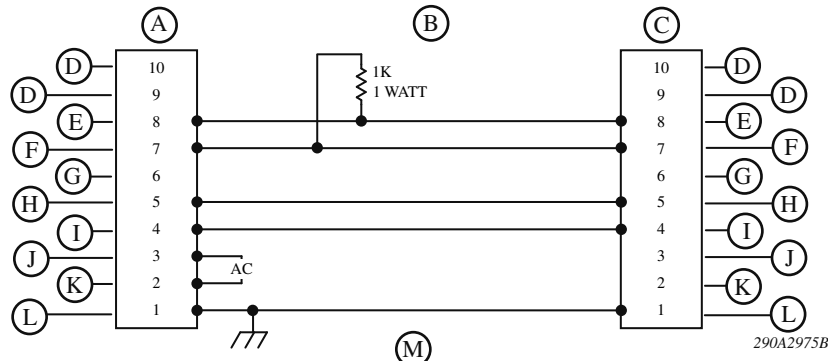 A B C
D 10 1K 10 D
D 9 1 WATT 9 D
E 8 8 E
F 7 7 F
G 6 6 G
H 5 5 H
I 4 4 I
J 3 AC 3 J
K 2 2 K
L 1 1 L
M 290A2975B